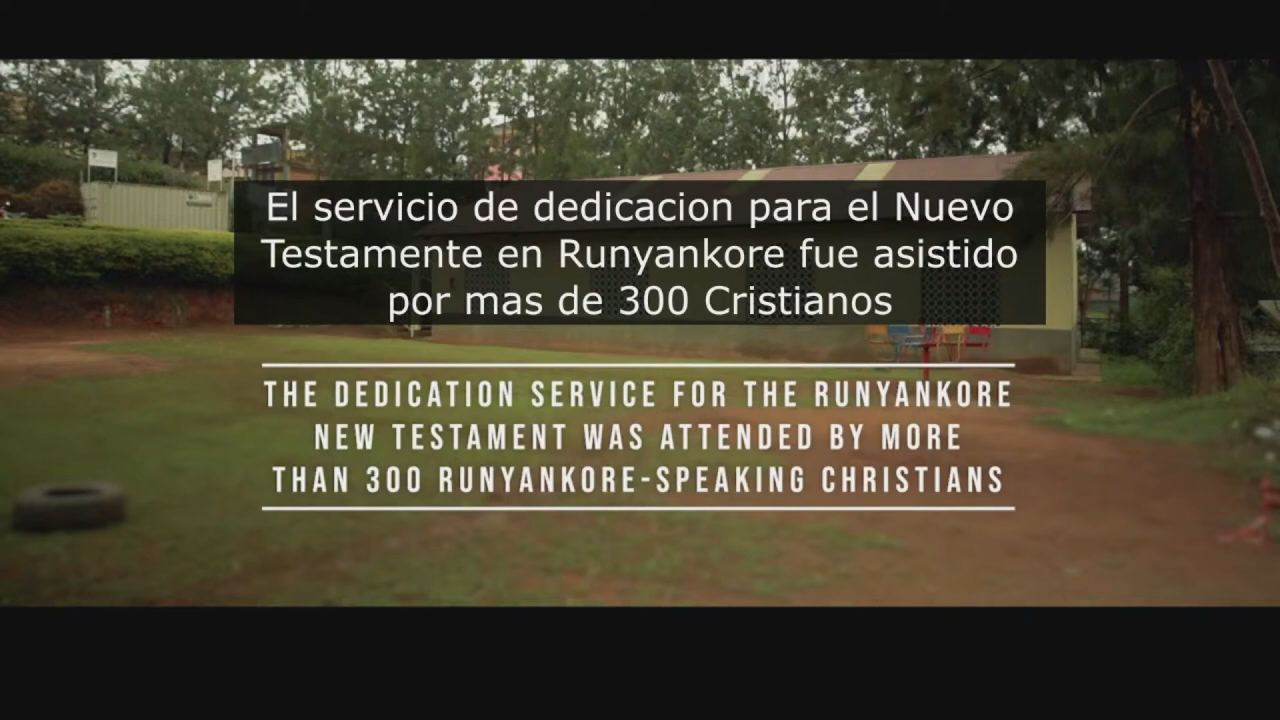 El servicio de dedicacion para el Nuevo
Testamente en Runyankore fue asistido
por mas de 300 Cristianos
THE DEDICATION SERVICE FOR THE RUNYANKORE
NEW TESTAMENT WAS ATTENDED BY MORE
THAN 300 RUNYANKORE-SPEAKING CHRISTIANS